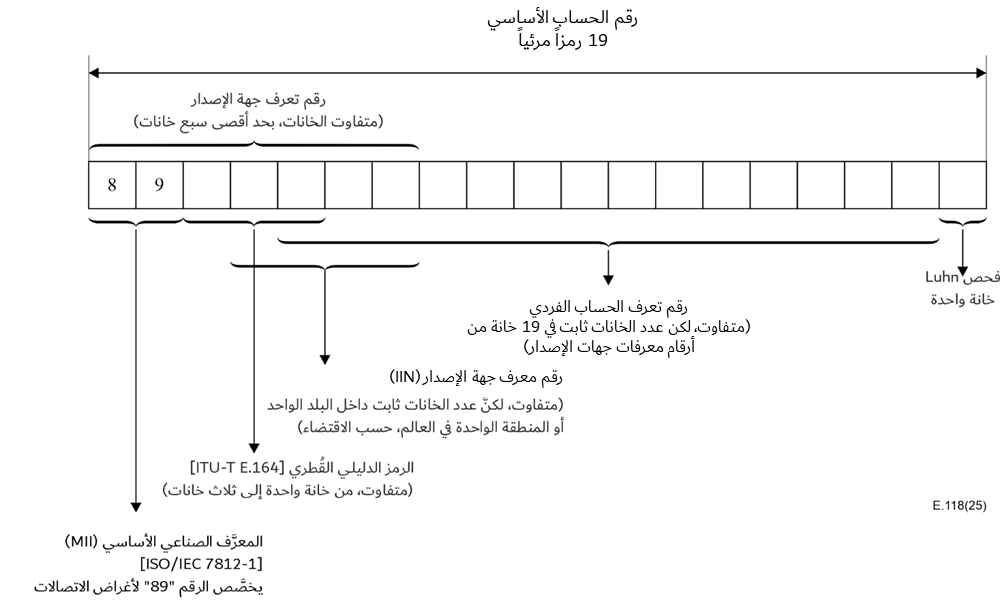 رقم الحساب الأساسي
19 رمزاً مرئياً
رقم تعرف جهة الإصدار
(متفاوت الخانات، بحد أقصى سبع خانات)
8 9
فحص Luhn
خانة واحدة
رقم تعرف الحساب الفردي
(متفاوت، لكن عدد الخانات ثابت في 19 خانة من
أرقام معرفات جهات الإصدار)
رقم معرف جهة الإصدار (IIN)
(متفاوت، لكنّ عدد الخانات ثابت داخل البلد الواحد
أو المنطقة الواحدة في العالم، حسب الاقتضاء)
الرمز الدليلي القُطري [ITU-T E.164]
(متفاوت، من خانة واحدة إلى ثلاث خانات)
E.118(25)
المعرَّف الصناعي الأساسي (MII)
[ISO/IEC 7812-1]
يخصَّص الرقم "89" لأغراض الاتصالات